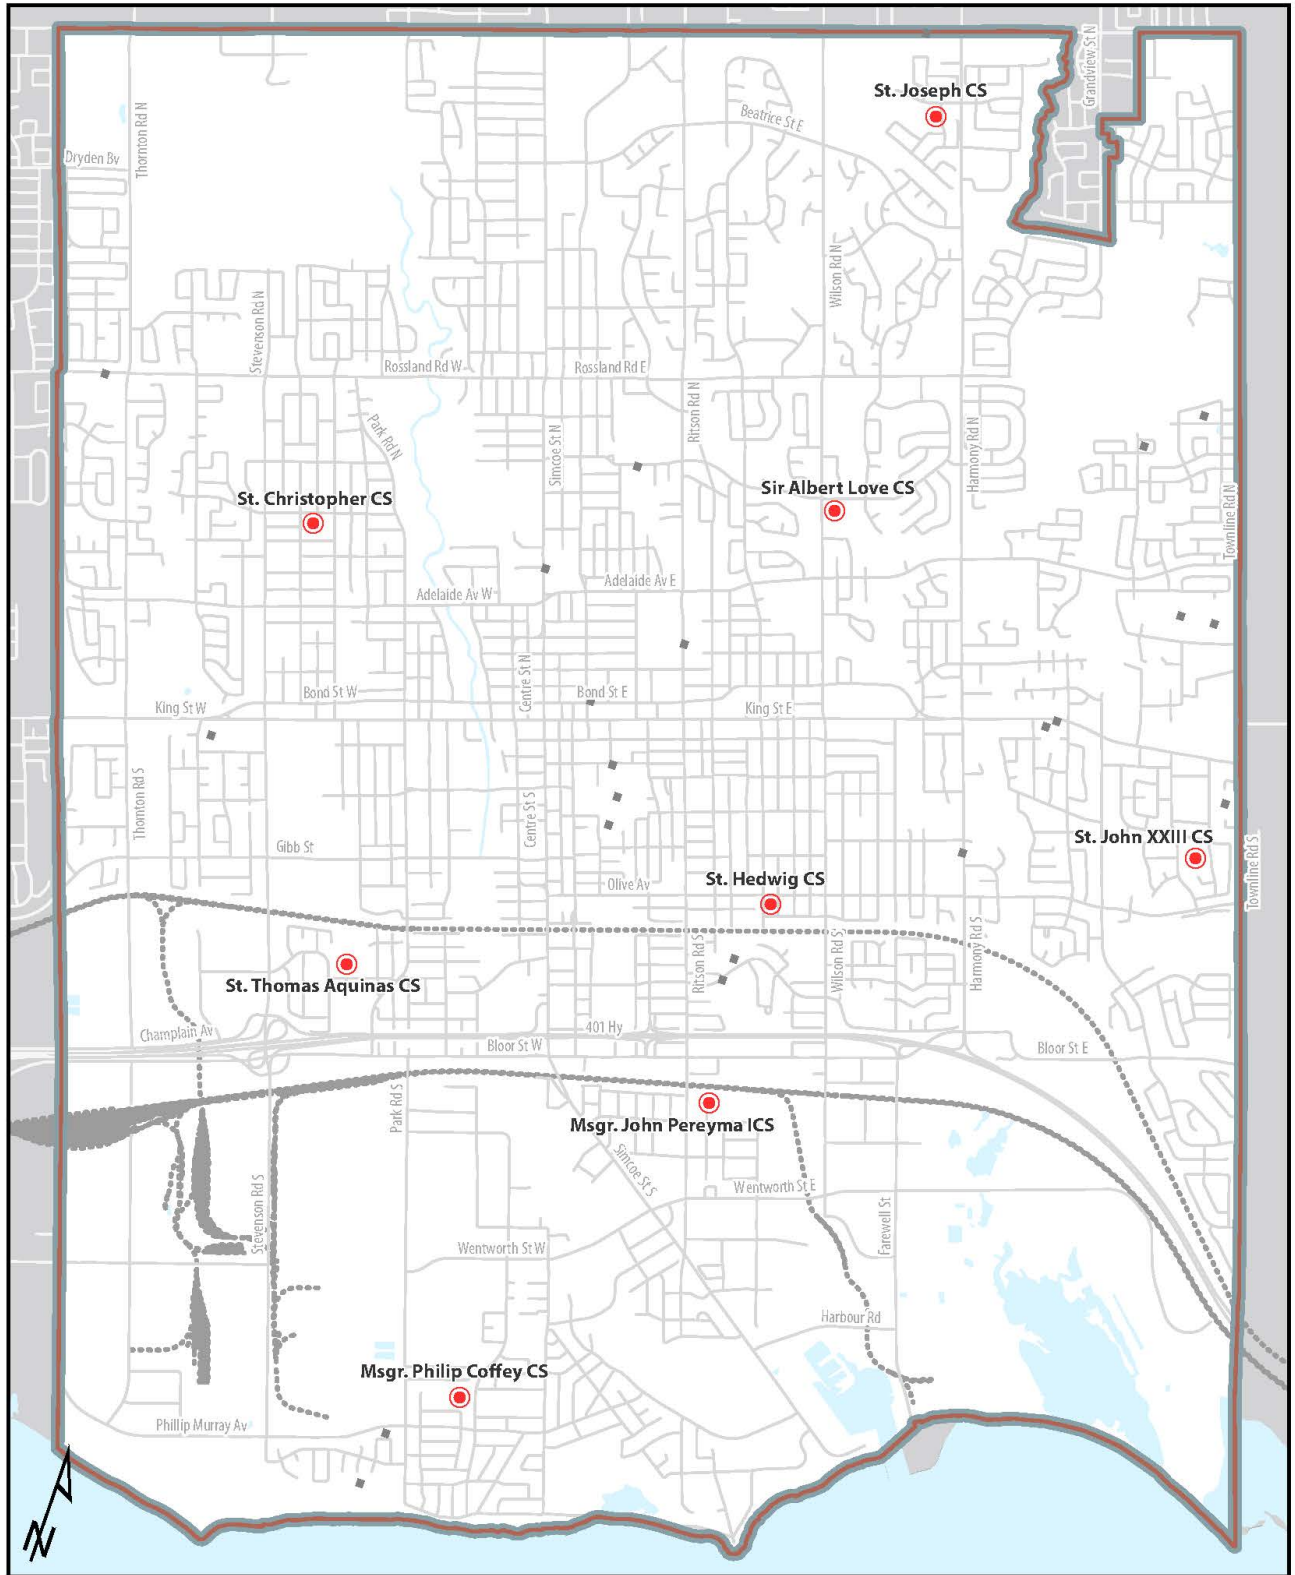 Grandview St N
St. Joseph CS
Beatrice St E
Thornton Rd N
Dryden Bv
Wilson Rd N
Stevenson Rd N
Rossland Rd W
Rossland Rd E
Ritson Rd N
Park Rd N
Simcoe St N
Harmony Rd N
St. Christopher CS
Sir Albert Love CS
Townline Rd N
Adelaide Av E
Adelaide Av W
Centre St N
Bond St W
Bond St E
King St W
King St E
Thornton Rd S
Centre St S
Gibb St
St. John XXIII CS
Townline Rd S
St. Hedwig CS
Olive Av
Ritson Rd S
Wilson Rd S
Harmony Rd S
St. Thomas Aquinas CS
Champlain Av
401 Hy
Bloor St W
Bloor St E
Park Rd S
Msgr. John Pereyma ICS
Simcoe St S
Wentworth St E
Stevenson Rd S
Farewell St
Wentworth St W
Harbour Rd
Msgr. Philip Coffey CS
Phillip Murray Av
N